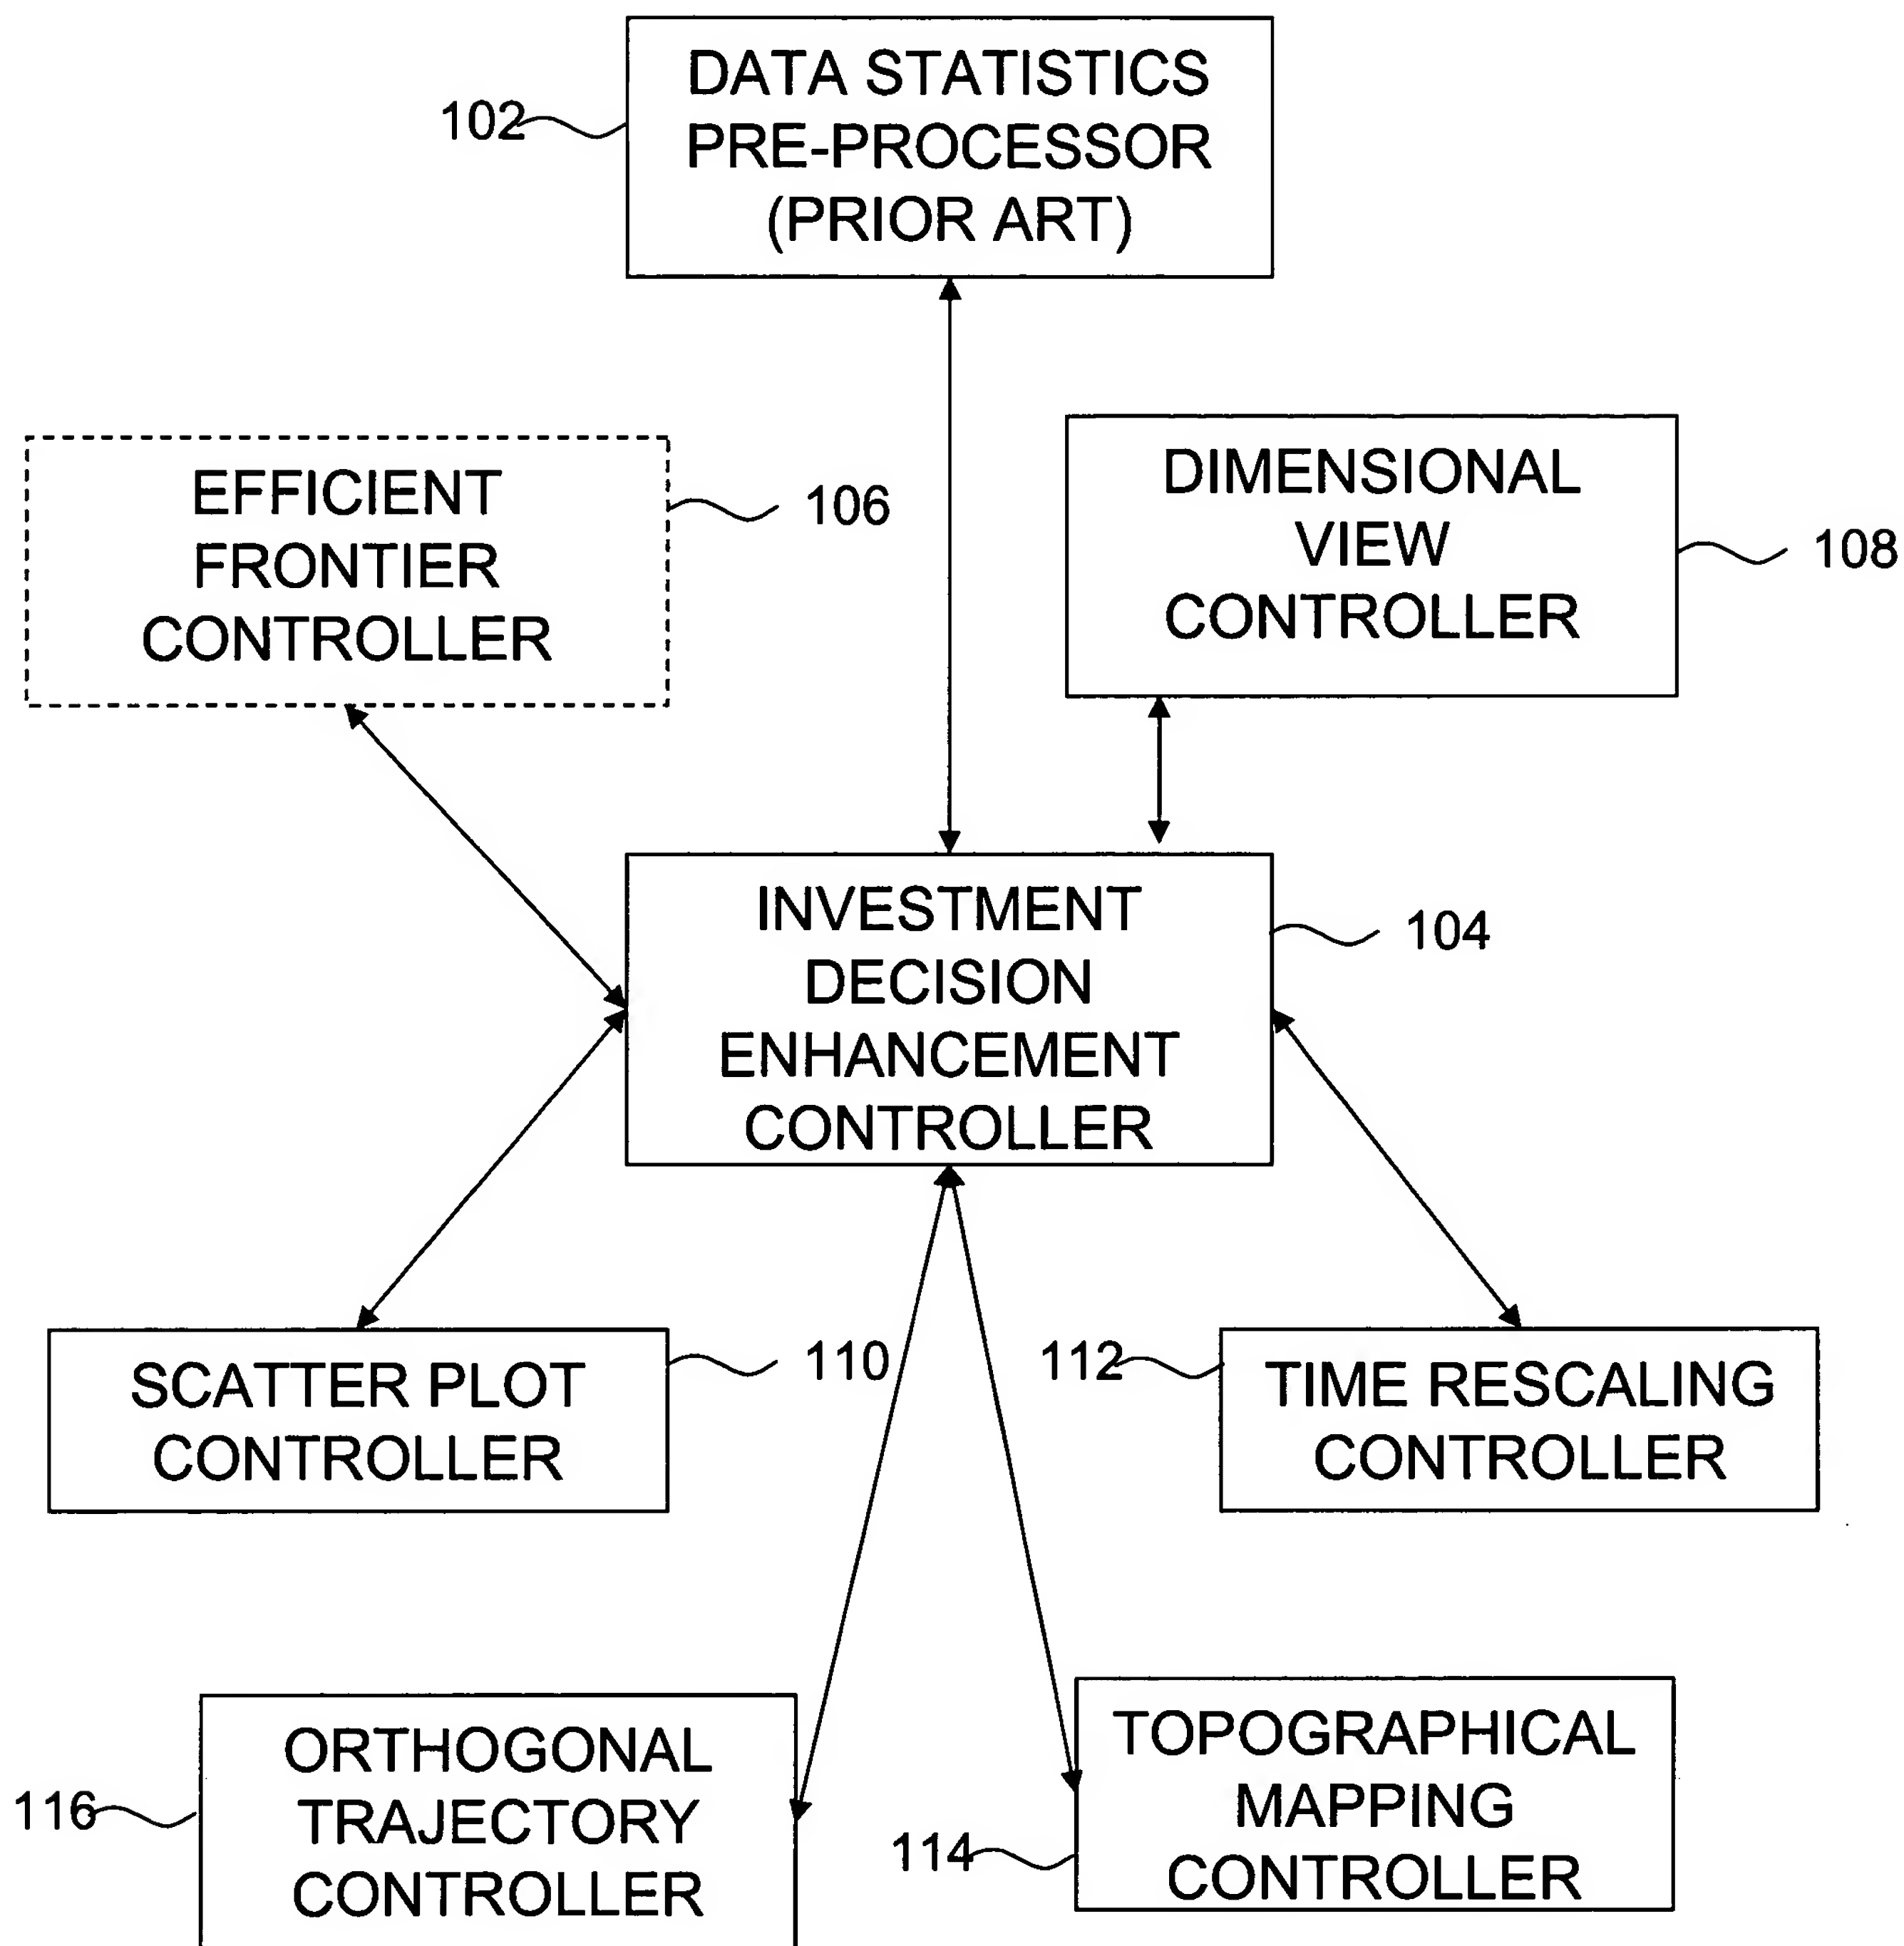 DATA STATISTICS
PRE-PROCESSOR
(PRIOR ART)
102
EFFICIENT
FRONTIER
CONTROLLER
106
DIMENSIONAL
VIEW
CONTROLLER
108
INVESTMENT
DECISION
ENHANCEMENT
CONTROLLER
104
SCATTER PLOT
CONTROLLER
110
112
TIME RESCALING
CONTROLLER
ORTHOGONAL
TRAJECTORY
CONTROLLER
116
TOPOGRAPHICAL
MAPPING
CONTROLLER
114